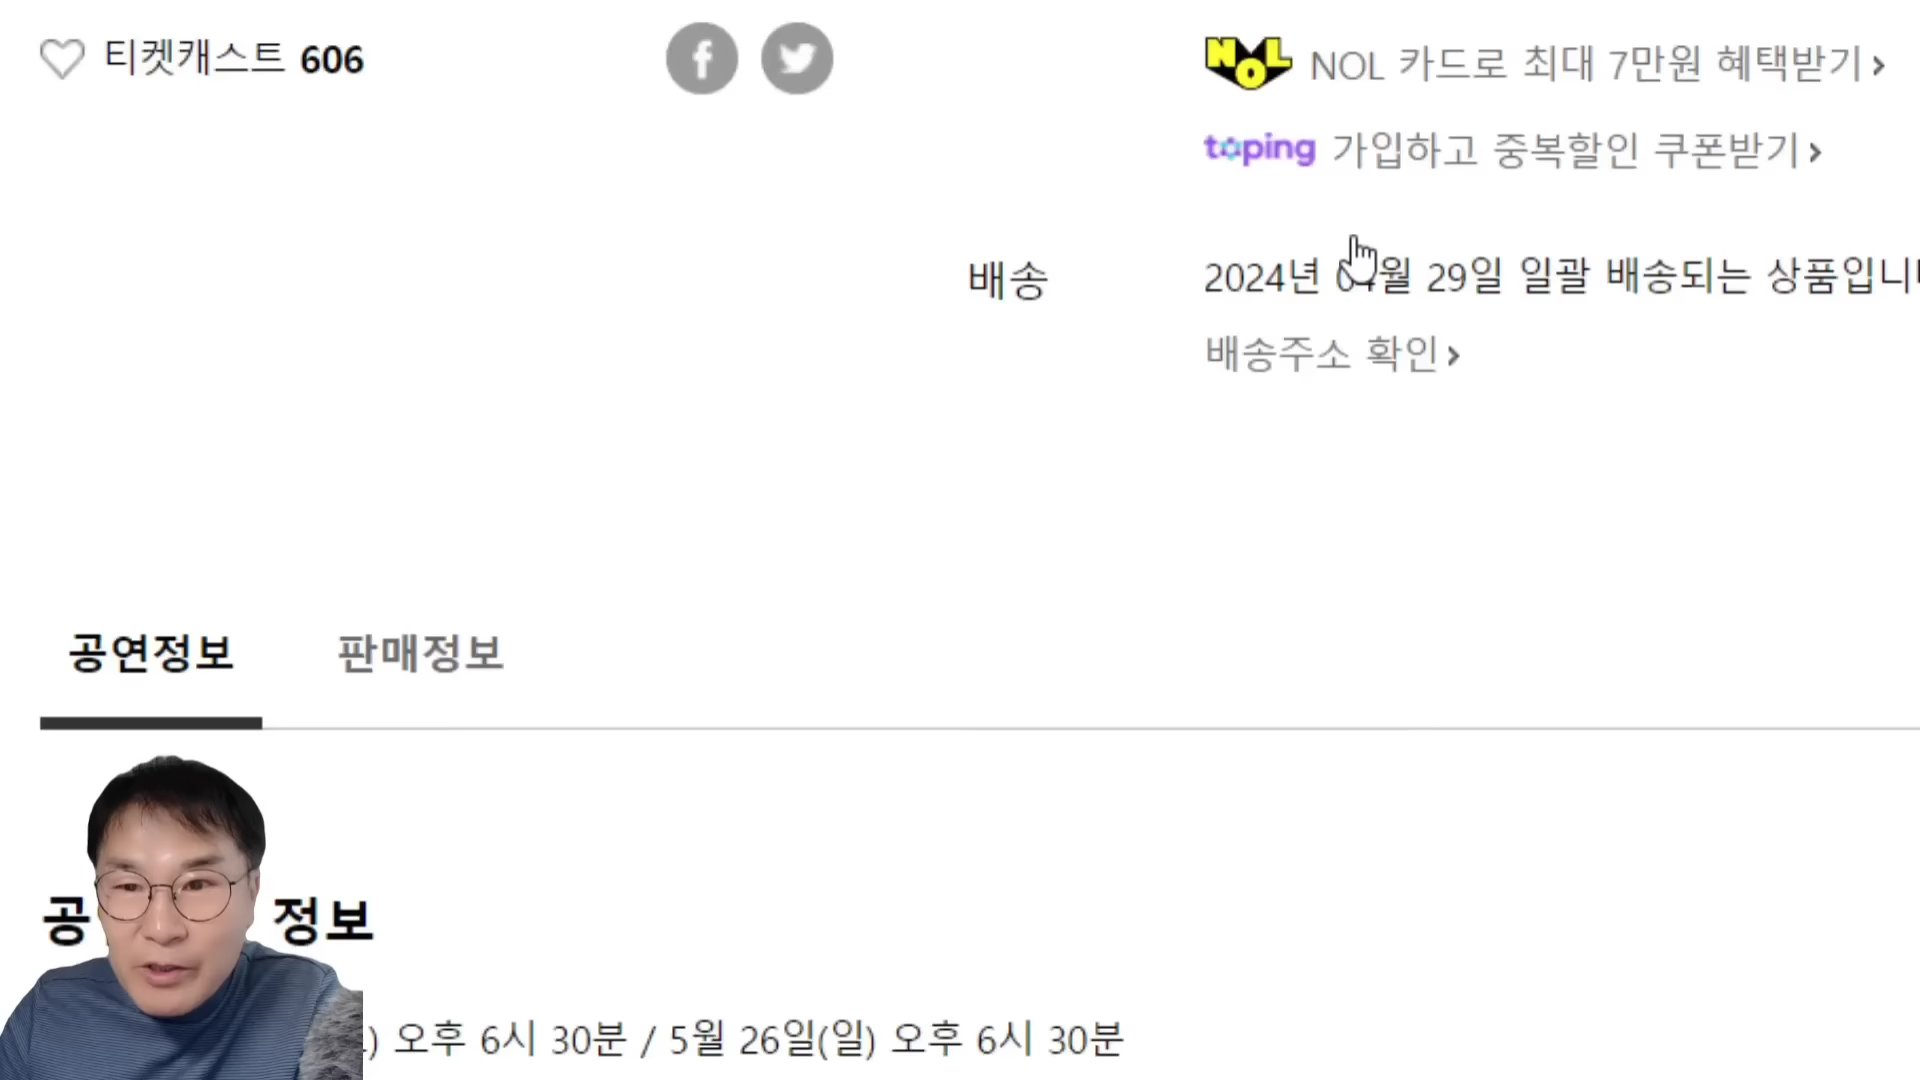 티켓캐스트 606
NOL NOL 카드로 최대 7만원 혜택받기 >
toping 가입하고 중복할인 쿠폰받기 >
배송 2024년 04월 29일 일괄 배송되는 상품입니
배송주소 확인 >
공연정보 판매정보
공 정보
) 오후 6시 30분 / 5월 26일(일) 오후 6시 30분